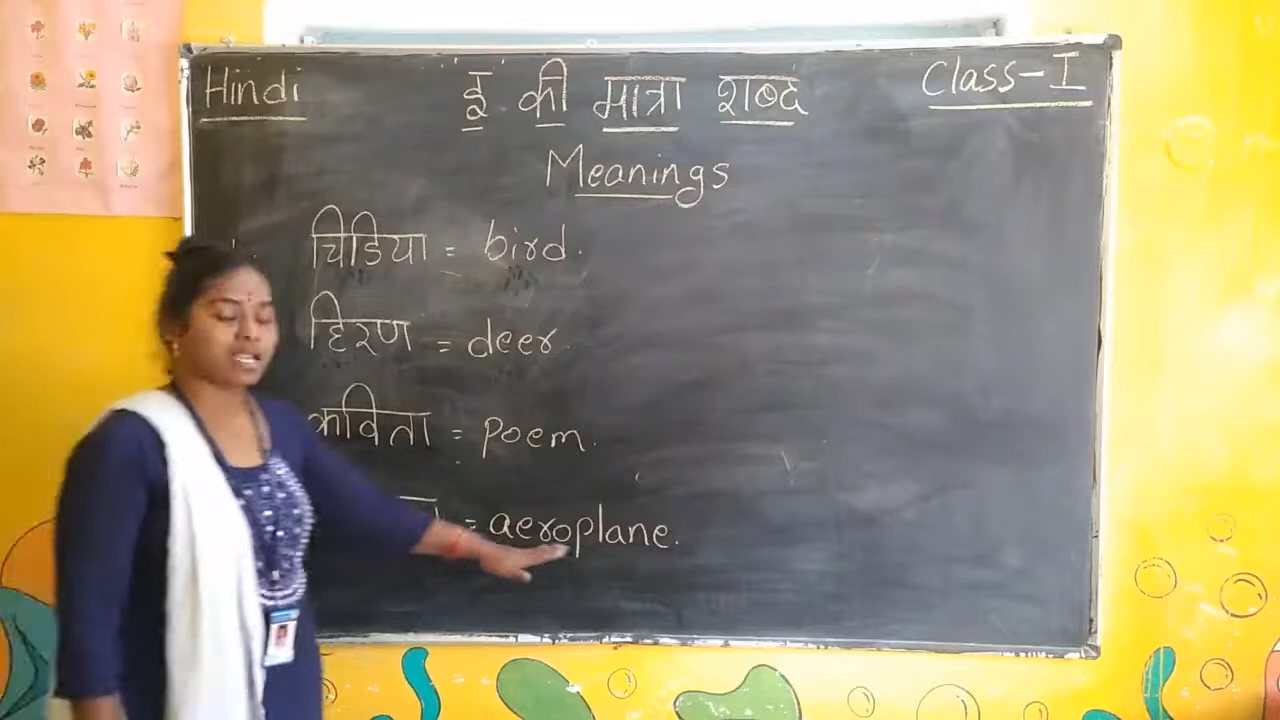 Hindi
इ की मात्रा शब्द
Class-I
Meanings
चिडिया = bird.
हिरण = deer.
कविता = poem.
= aeroplane.